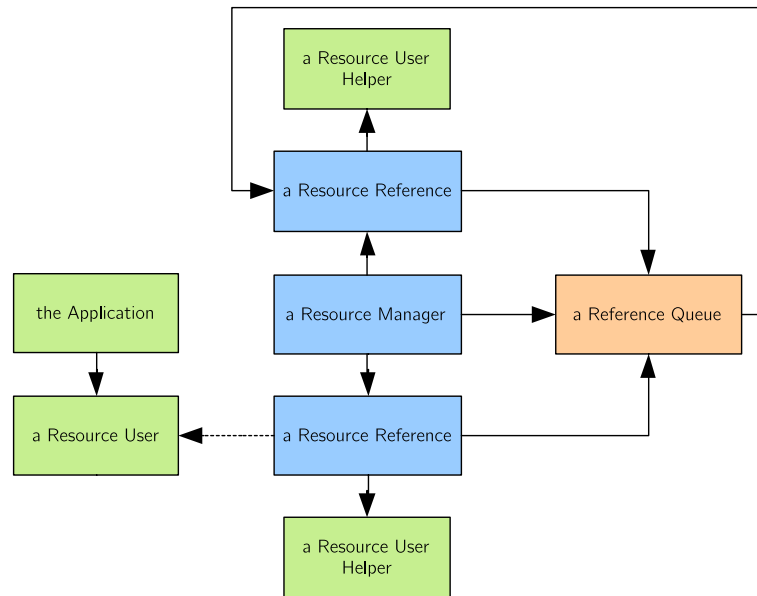 a Resource User
Helper
a Resource Reference
the Application
a Resource Manager
a Reference Queue
a Resource User
a Resource Reference
a Resource User
Helper